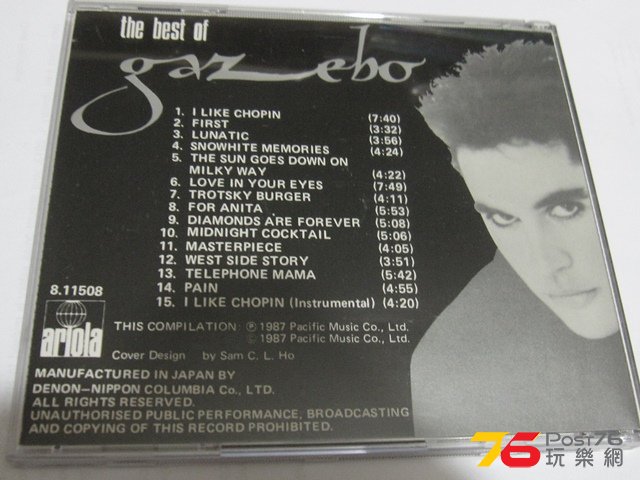 the best of
gazebo
1. I LIKE CHOPIN (7:40)
2. FIRST (3:32)
3. LUNATIC (3:56)
4. SNOWHITE MEMORIES (4:24)
5. THE SUN GOES DOWN ON
MILKY WAY (4:22)
6. LOVE IN YOUR EYES (7:49)
7. TROTSKY BURGER (4:11)
8. FOR ANITA (5:53)
9. DIAMONDS ARE FOREVER (5:08)
10. MIDNIGHT COCKTAIL (5:06)
11. MASTERPIECE (4:05)
12. WEST SIDE STORY (3:51)
13. TELEPHONE MAMA (5:42)
14. PAIN (4:55)
15. I LIKE CHOPIN (Instrumental) (4:20)
8.11508
ariola
THIS COMPILATION: Ⓟ 1987 Pacific Music Co., Ltd.
© 1987 Pacific Music Co., Ltd.
Cover Design by Sam C. L. Ho
MANUFACTURED IN JAPAN BY
DENON-NIPPON COLUMBIA Co., LTD.
ALL RIGHTS RESERVED.
UNAUTHORISED PUBLIC PERFORMANCE, BROADCASTING
AND COPYING OF THIS RECORD PROHIBITED.
76 Post76
玩樂網